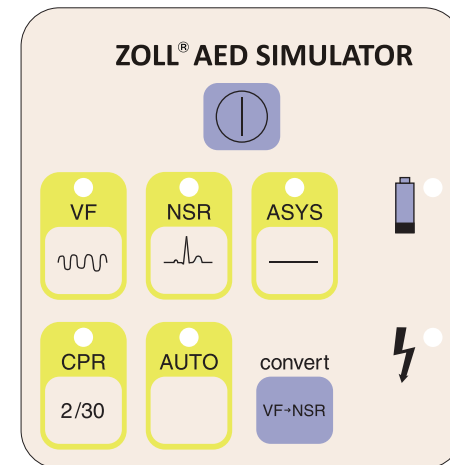 ZOLL® AED SIMULATOR
VF NSR ASYS
CPR AUTO convert
2/30 VF→NSR